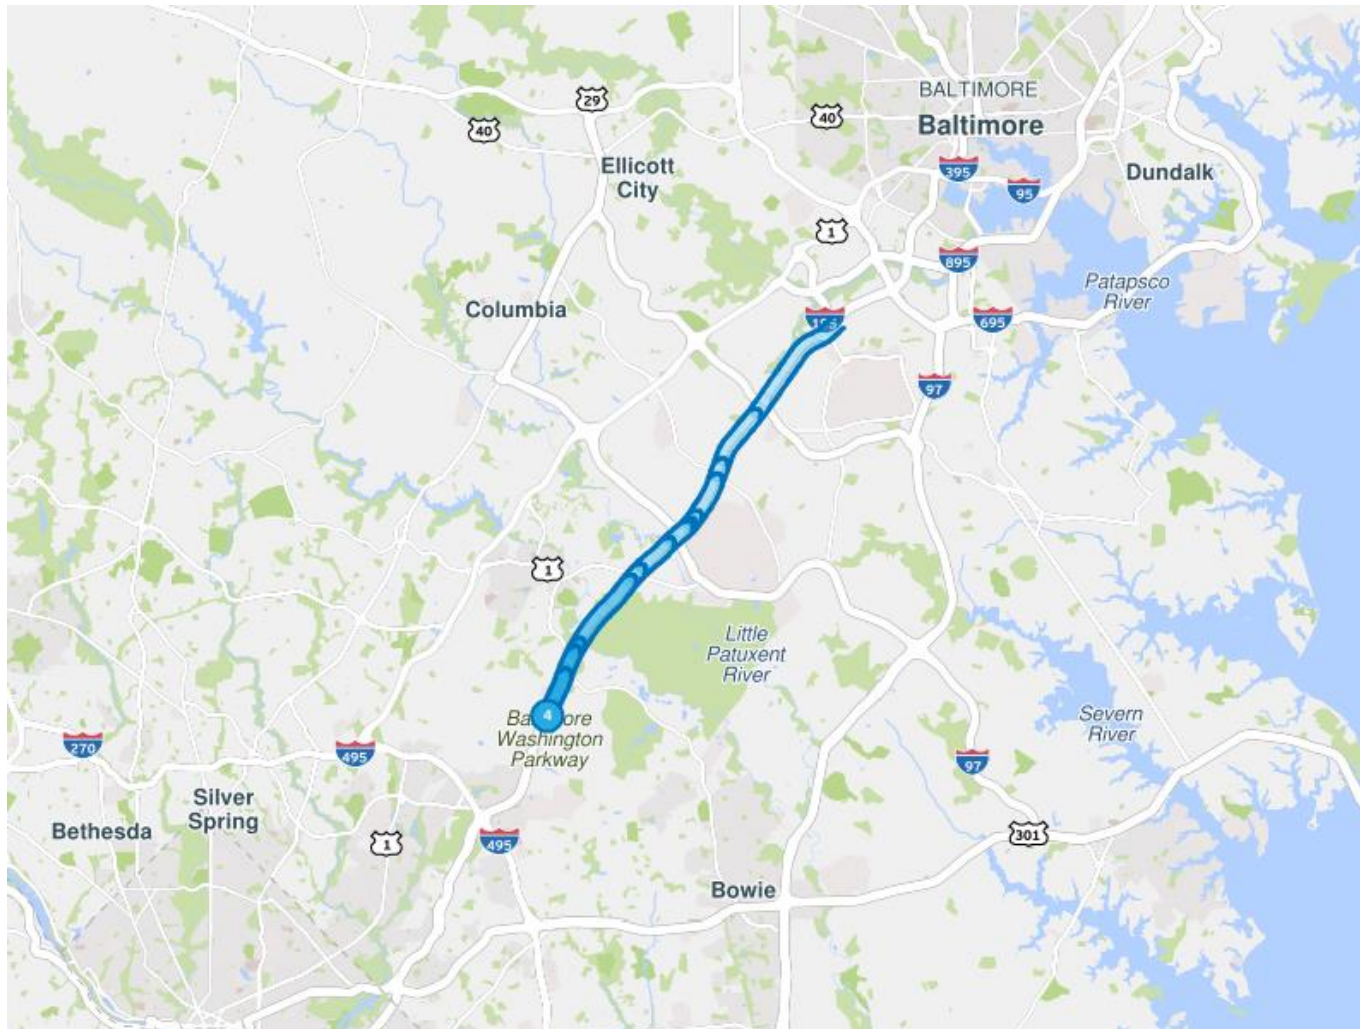 29
40
40
BALTIMORE
Baltimore
Ellicott
City
395
95
Dundalk
1
895
Patapsco
River
Columbia
695
97
1
Little
Patuxent
River
4
Washington
Parkway
Severn
River
270
495
97
Silver
Spring
Bethesda
1
495
301
Bowie